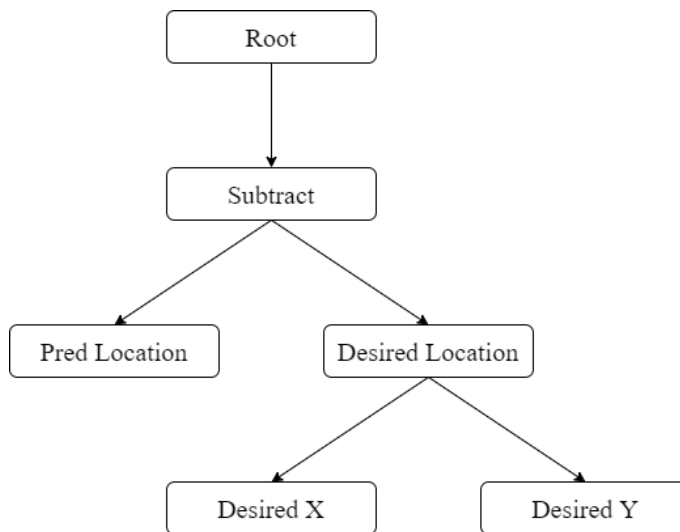 Root
Subtract
Pred Location
Desired Location
Desired X
Desired Y